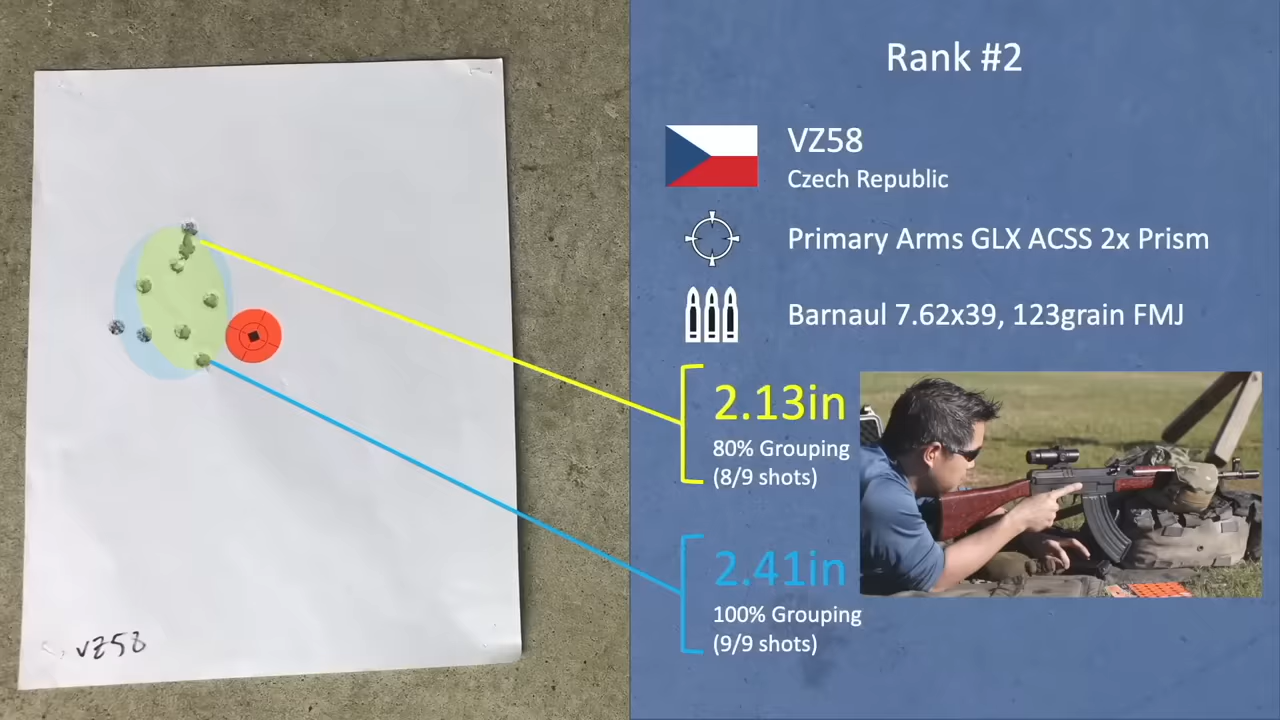 Rank #2
VZ58
Czech Republic
Primary Arms GLX ACSS 2x Prism
Barnaul 7.62x39, 123grain FMJ
2.13in
80% Grouping
(8/9 shots)
2.41in
100% Grouping
(9/9 shots)
VZ58